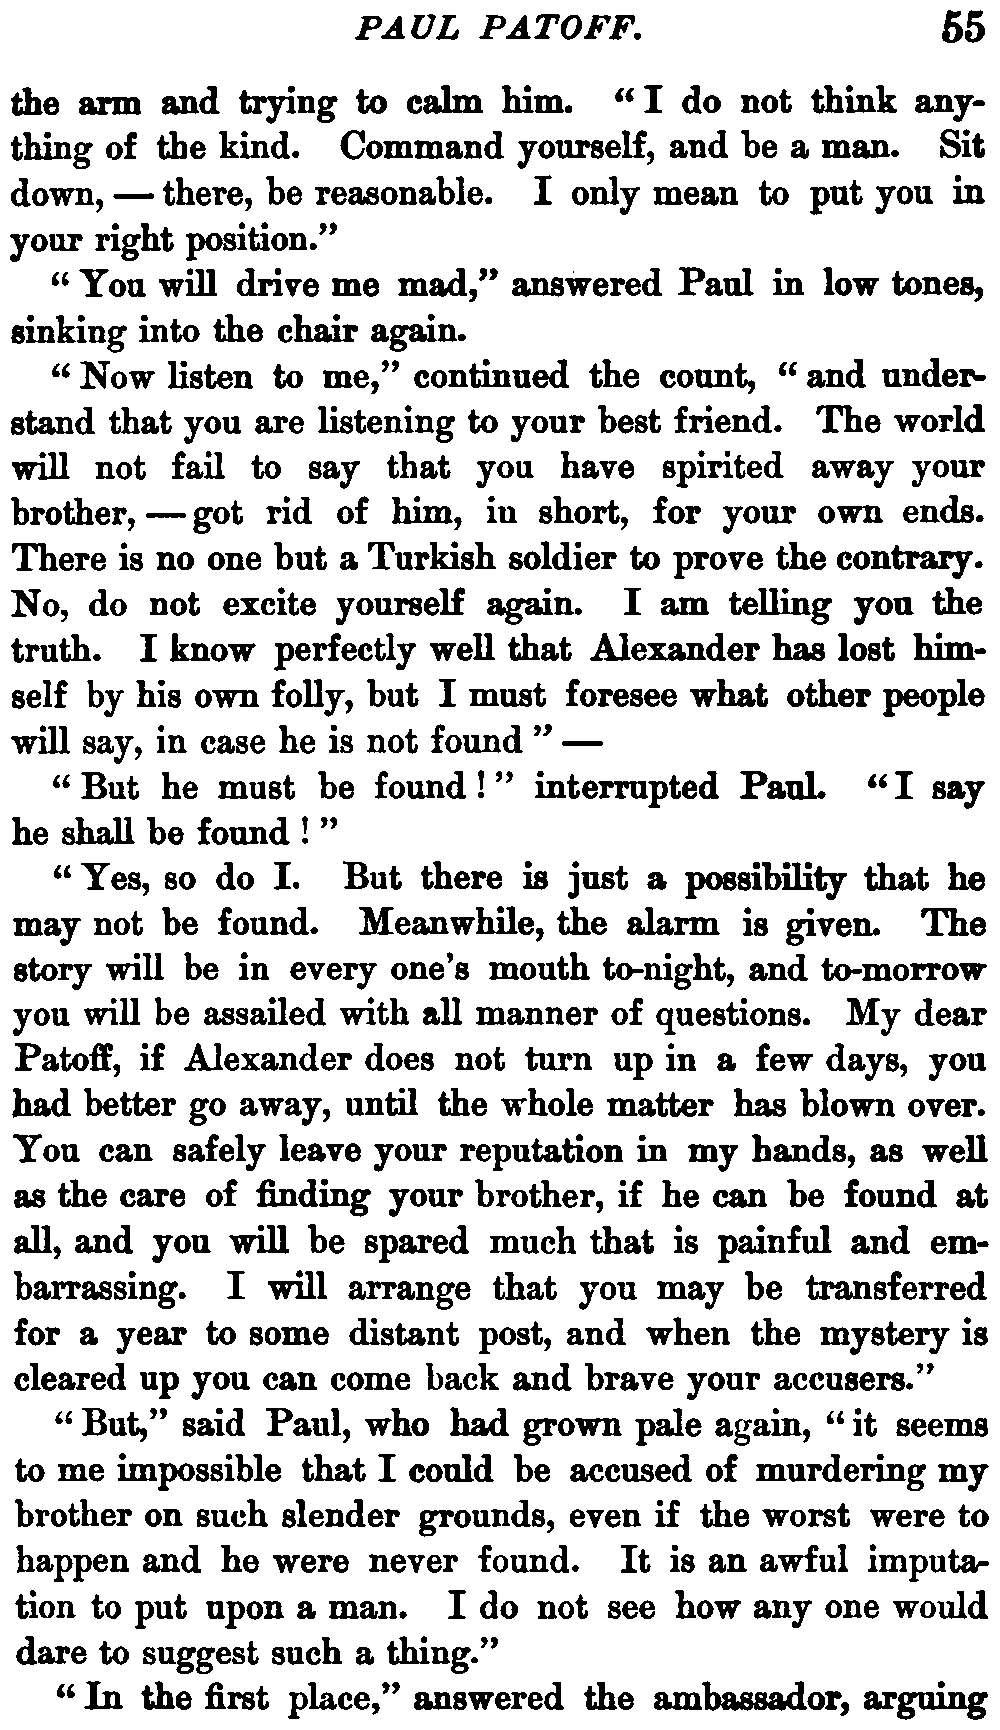 PAUL PATOFF. 55
the arm and trying to calm him. “I do not think any-
thing of the kind. Command yourself, and be a man. Sit
down, — there, be reasonable. I only mean to put you in
your right position.”
“You will drive me mad,” answered Paul in low tones,
sinking into the chair again.
“Now listen to me,” continued the count, “and under-
stand that you are listening to your best friend. The world
will not fail to say that you have spirited away your
brother, — got rid of him, in short, for your own ends.
There is no one but a Turkish soldier to prove the contrary.
No, do not excite yourself again. I am telling you the
truth. I know perfectly well that Alexander has lost him-
self by his own folly, but I must foresee what other people
will say, in case he is not found” —
“But he must be found!” interrupted Paul. “I say
he shall be found!”
“Yes, so do I. But there is just a possibility that he
may not be found. Meanwhile, the alarm is given. The
story will be in every one’s mouth to-night, and to-morrow
you will be assailed with all manner of questions. My dear
Patoff, if Alexander does not turn up in a few days, you
had better go away, until the whole matter has blown over.
You can safely leave your reputation in my hands, as well
as the care of finding your brother, if he can be found at
all, and you will be spared much that is painful and em-
barrassing. I will arrange that you may be transferred
for a year to some distant post, and when the mystery is
cleared up you can come back and brave your accusers.”
“But,” said Paul, who had grown pale again, “it seems
to me impossible that I could be accused of murdering my
brother on such slender grounds, even if the worst were to
happen and he were never found. It is an awful imputa-
tion to put upon a man. I do not see how any one would
dare to suggest such a thing.”
“In the first place,” answered the ambassador, arguing